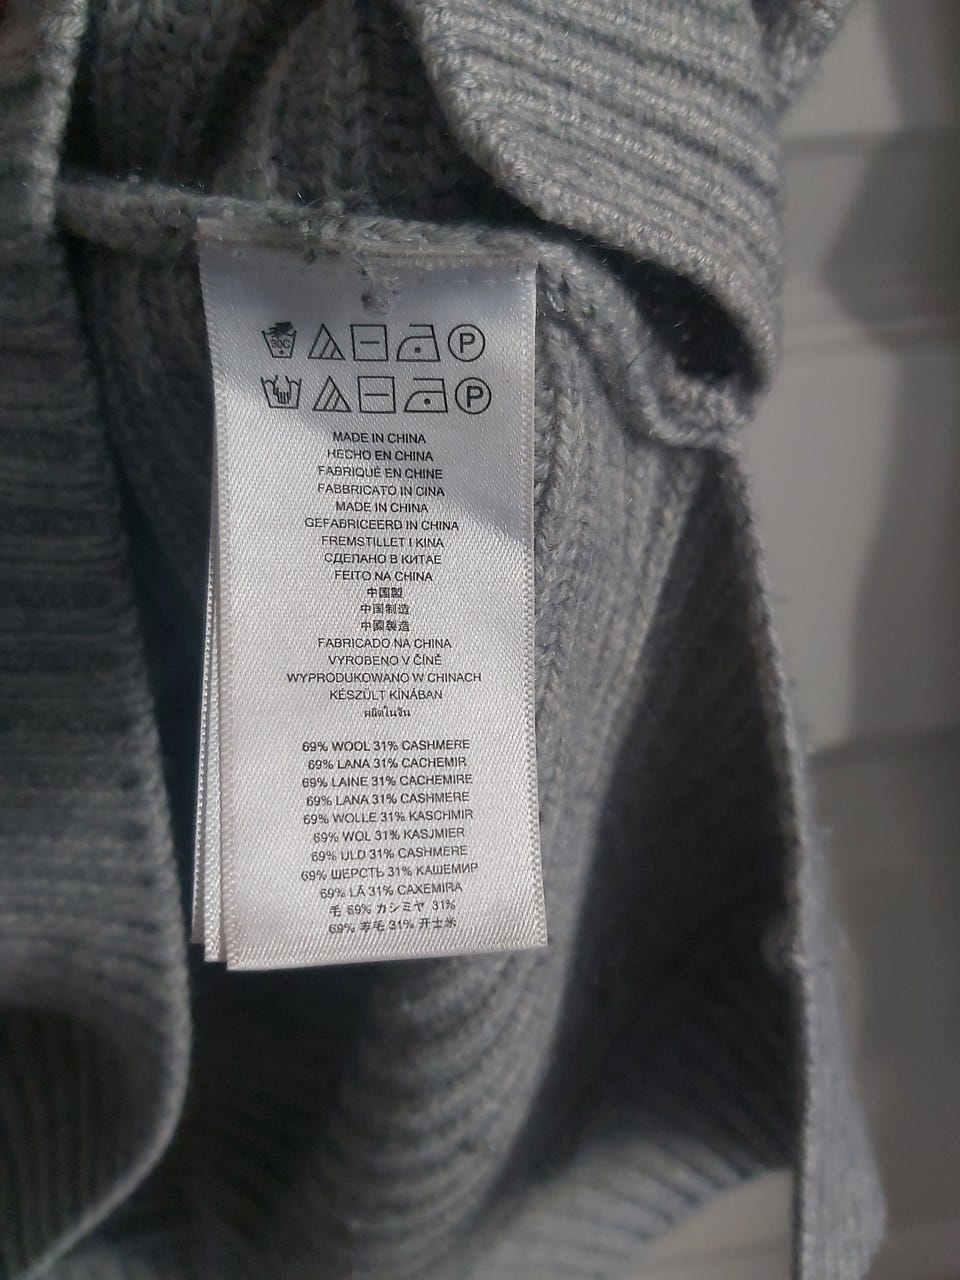 30C P
P
MADE IN CHINA
HECHO EN CHINA
FABRIQUÉ EN CHINE
FABBRICATO IN CINA
MADE IN CHINA
GEFABRICEERD IN CHINA
FREMSTILLET I KINA
СДЕЛАНО В КИТАЕ
FEITO NA CHINA
中国製
中国制造
中國製造
FABRICADO NA CHINA
VYROBENO V ČÍNĚ
WYPRODUKOWANO W CHINACH
KÉSZÜLT KÍNÁBAN
ผลิตในจีน
69% WOOL 31% CASHMERE
69% LANA 31% CACHEMIR
69% LAINE 31% CACHEMIRE
69% LANA 31% CASHMERE
69% WOLLE 31% KASCHMIR
69% WOL 31% KASJMIER
69% ULD 31% CASHMERE
69% ШЕРСТЬ 31% КАШЕМИР
69% LÃ 31% CAXEMIRA
毛 69% カシミヤ 31%
69% 羊毛 31% 开士米